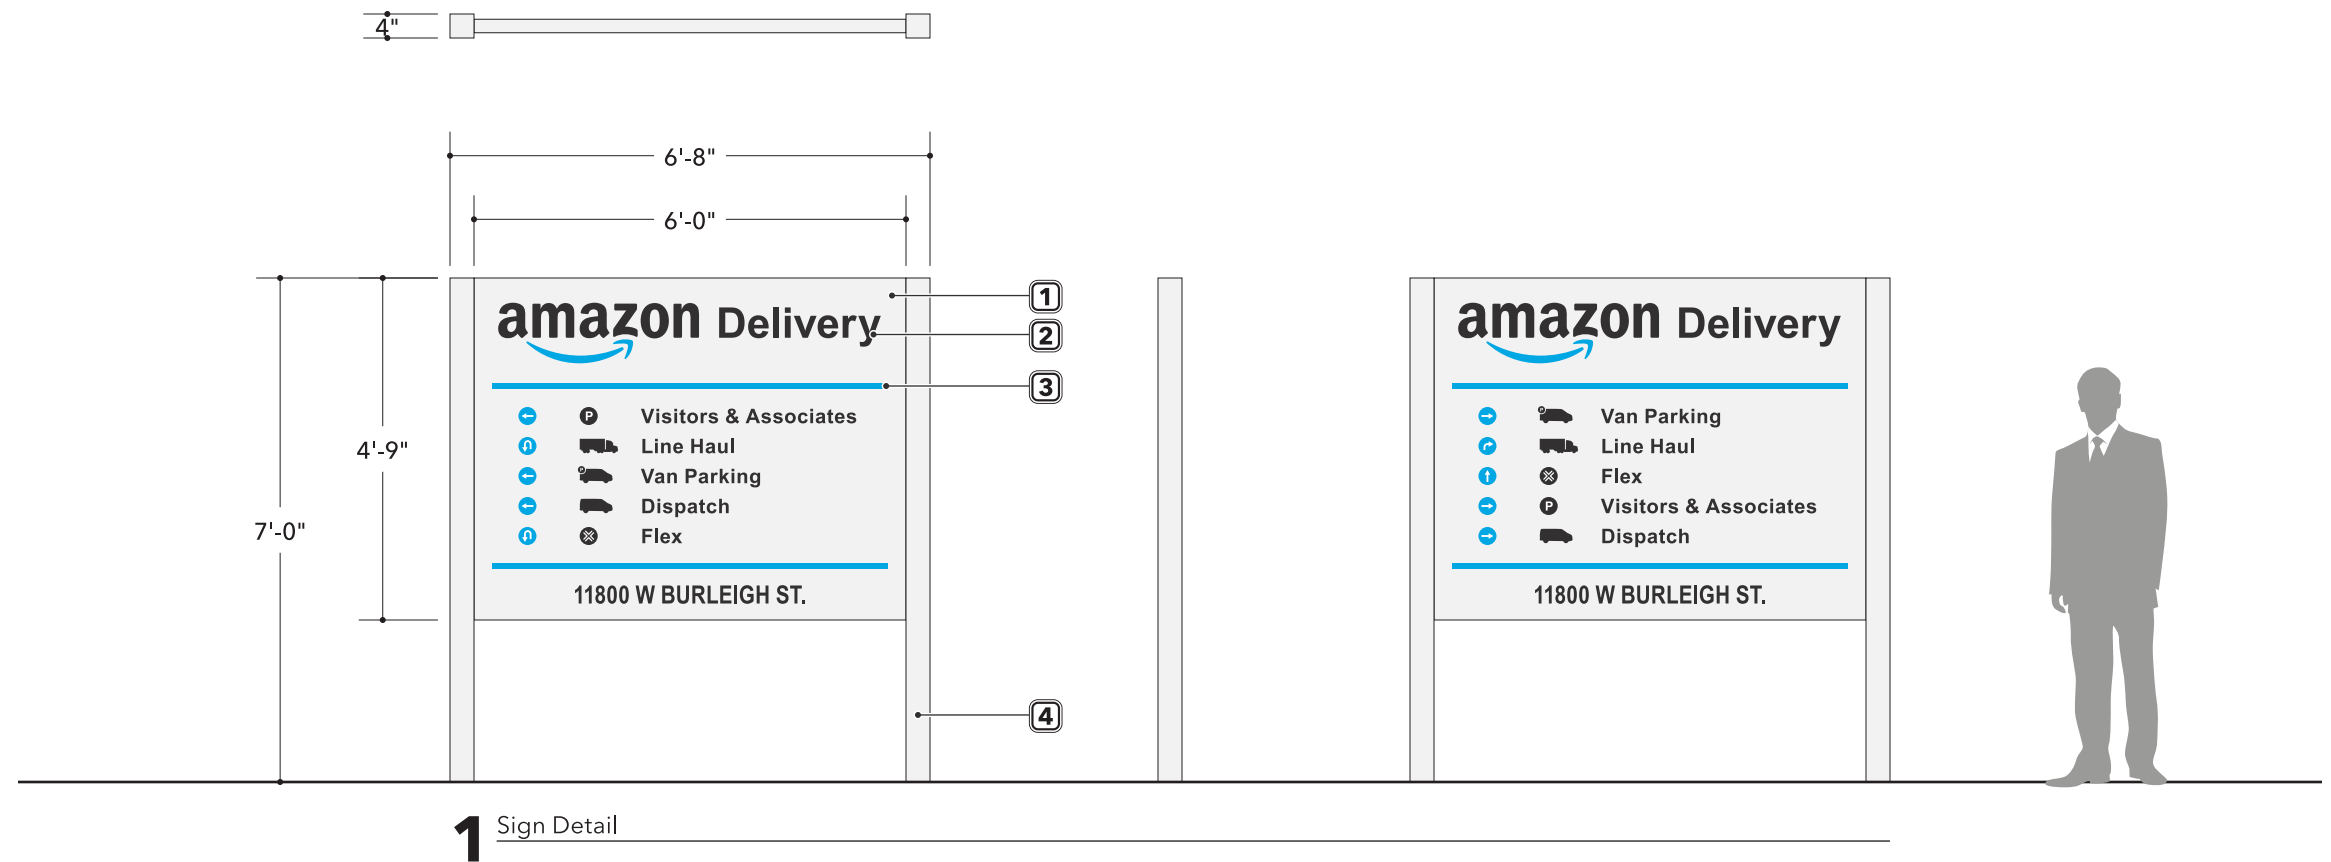 4"
6'-8"
6'-0"
7'-0"
4'-9"
amazon Delivery
P Visitors & Associates
Line Haul
P Van Parking
Dispatch
Flex
11800 W BURLEIGH ST.
1
2
3
4
amazon Delivery
P Van Parking
Line Haul
Flex
P Visitors & Associates
Dispatch
11800 W BURLEIGH ST.
1 Sign Detail